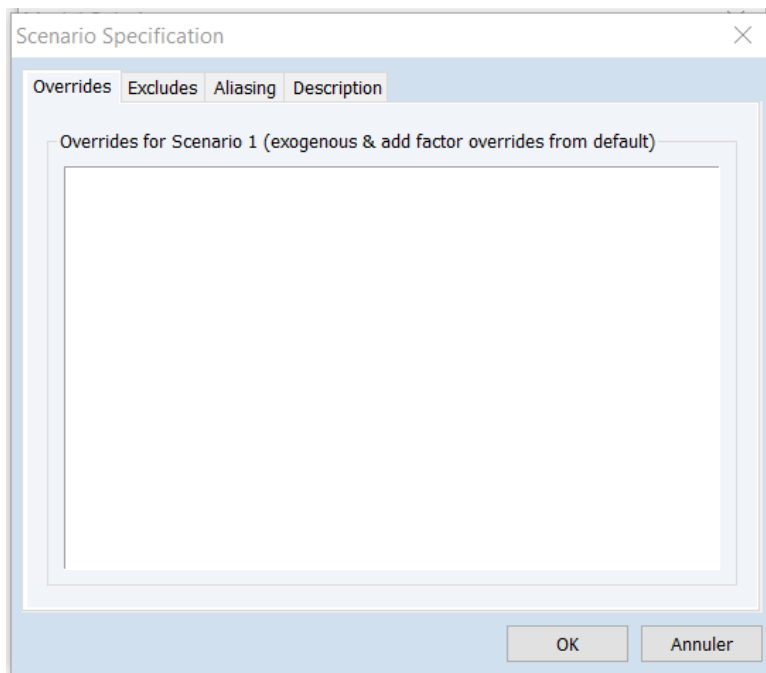 Scenario Specification
Overrides Excludes Aliasing Description
Overrides for Scenario 1 (exogenous & add factor overrides from default)
OK Annuler